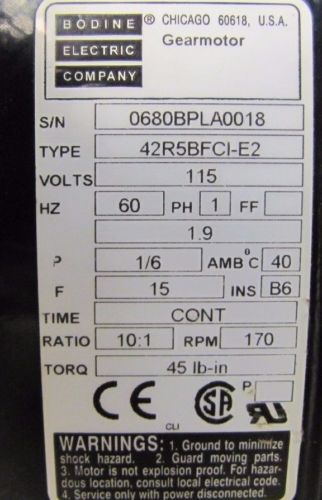 BODINE
ELECTRIC
COMPANY
® CHICAGO 60618, U.S.A.
Gearmotor
S/N 0680BPLA0018
TYPE 42R5BFCI-E2
VOLTS 115
HZ 60 PH 1 FF
1.9
P 1/6 AMB°C 40
F 15 INS B6
TIME CONT
RATIO 10:1 RPM 170
TORQ 45 lb-in
P
CE SA ® RU
CLI
WARNINGS: 1. Ground to minimize
shock hazard. 2. Guard moving parts.
3. Motor is not explosion proof. For hazar-
dous location, consult local electrical code.
4. Service only with power disconnected